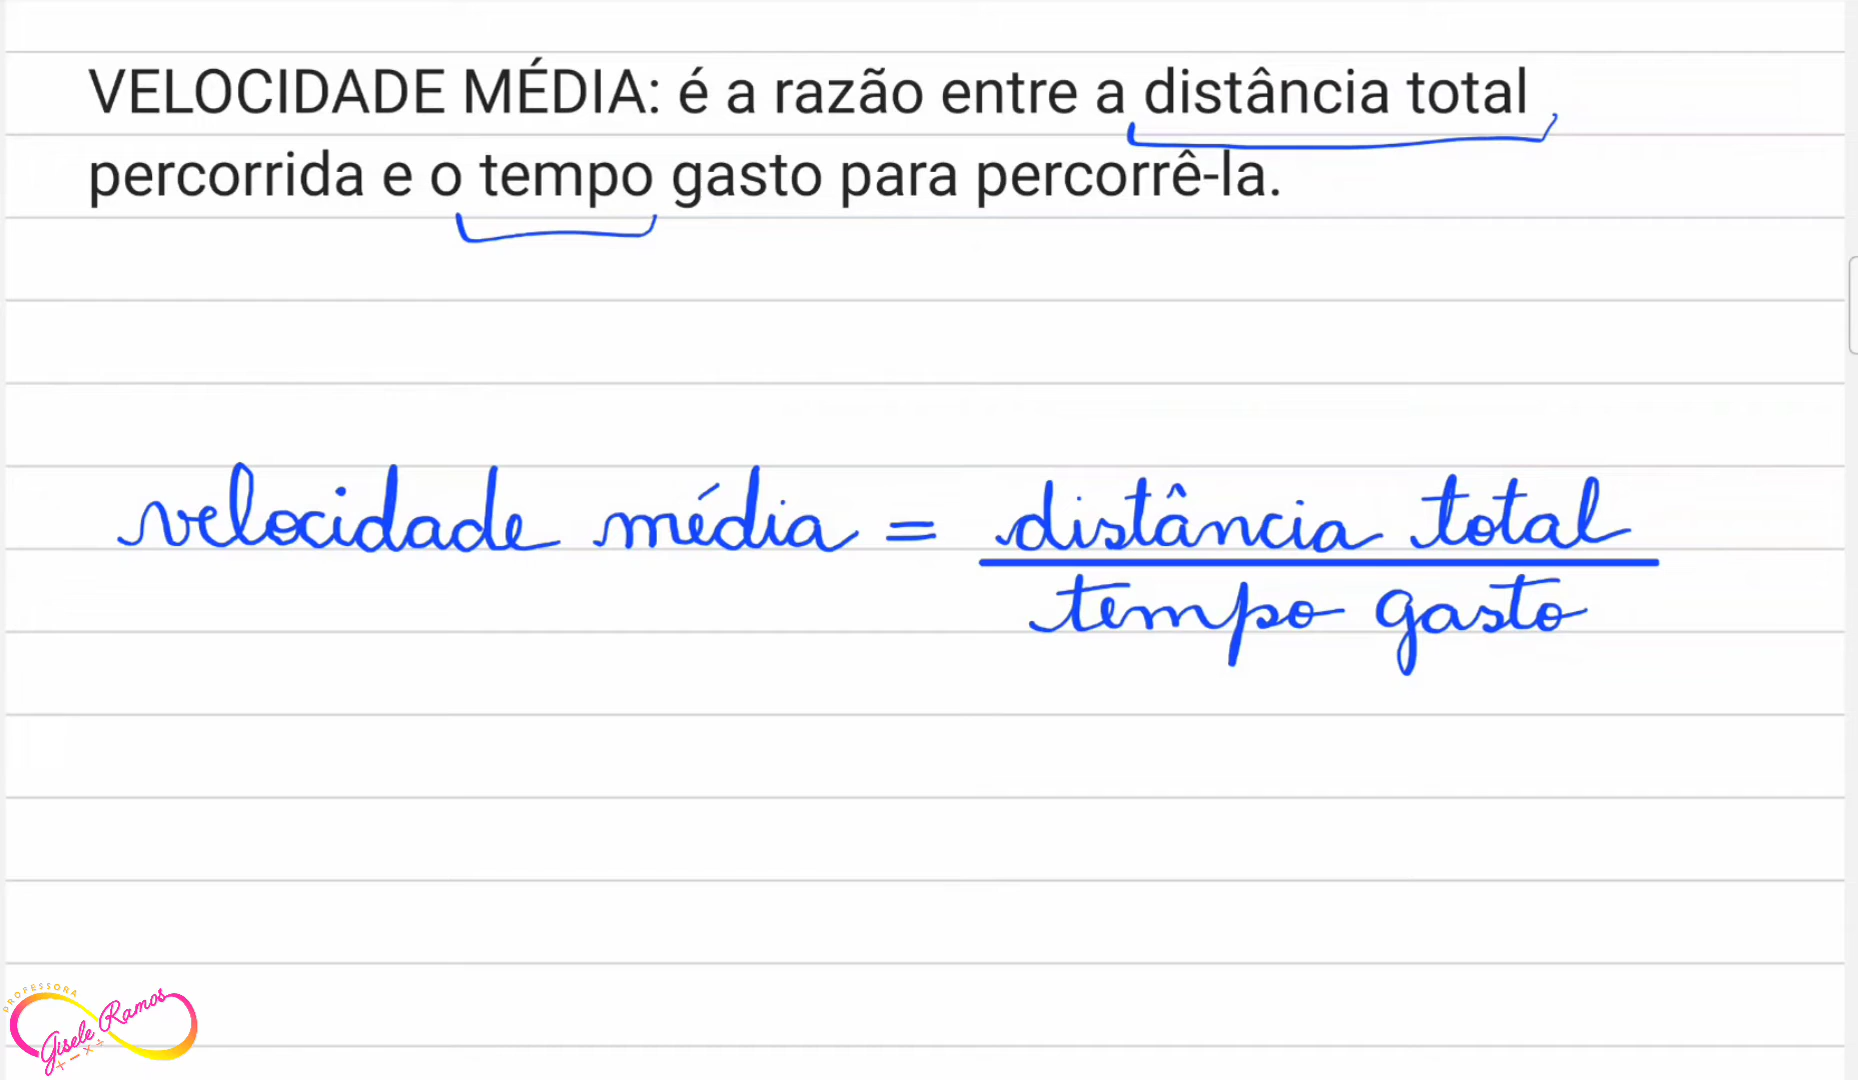 VELOCIDADE MÉDIA: é a razão entre a distância total
percorrida e o tempo gasto para percorrê-la.
velocidade média = distância total
tempo gasto
PROFESSORA
Gisele Ramos
+ − × ÷